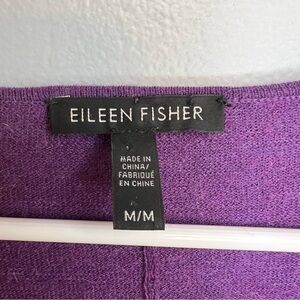 EILEEN FISHER
MADE IN
CHINA/
FABRIQUÉ
EN CHINE
M/M